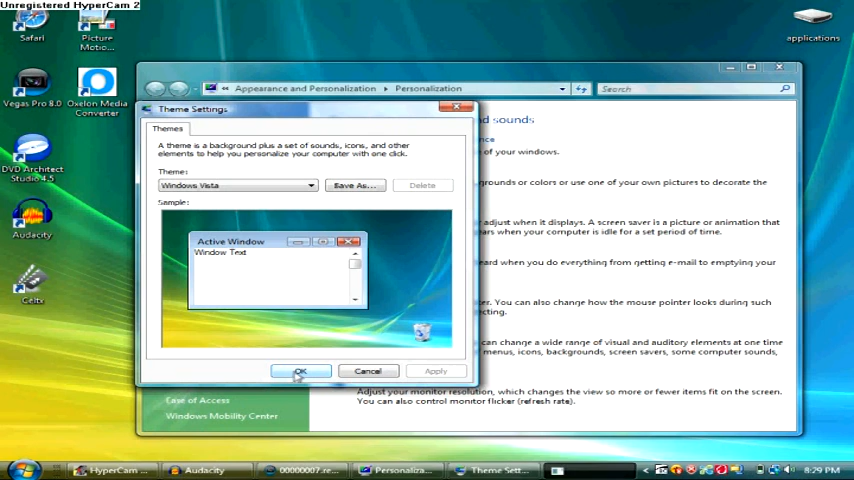 Unregistered HyperCam 2
Safari
Picture
Motio...
applications
Vegas Pro 8.0
Oxelon Media
Converter
DVD Architect
Studio 4.5
Audacity
Celtx
Appearance and Personalization
Personalization
Search
Theme Settings
Themes
A theme is a background plus a set of sounds, icons, and other
elements to help you personalize your computer with one click.
Theme:
Windows Vista
Save As...
Delete
Sample:
Active Window
Window Text
OK
Cancel
Apply
nd sounds
nce
of your windows.
grounds or colors or use one of your own pictures to decorate the
adjust when it displays. A screen saver is a picture or animation that
ars when your computer is idle for a set period of time.
eard when you do everything from getting e-mail to emptying your
ter. You can also change how the mouse pointer looks during such
ecting.
can change a wide range of visual and auditory elements at one time
menus, icons, backgrounds, screen savers, some computer sounds,
Adjust your monitor resolution, which changes the view so more or fewer items fit on the screen.
You can also control monitor flicker (refresh rate).
Ease of Access
Windows Mobility Center
HyperCam ...
Audacity
00000007.re...
Personaliza...
Theme Sett...
8:29 PM